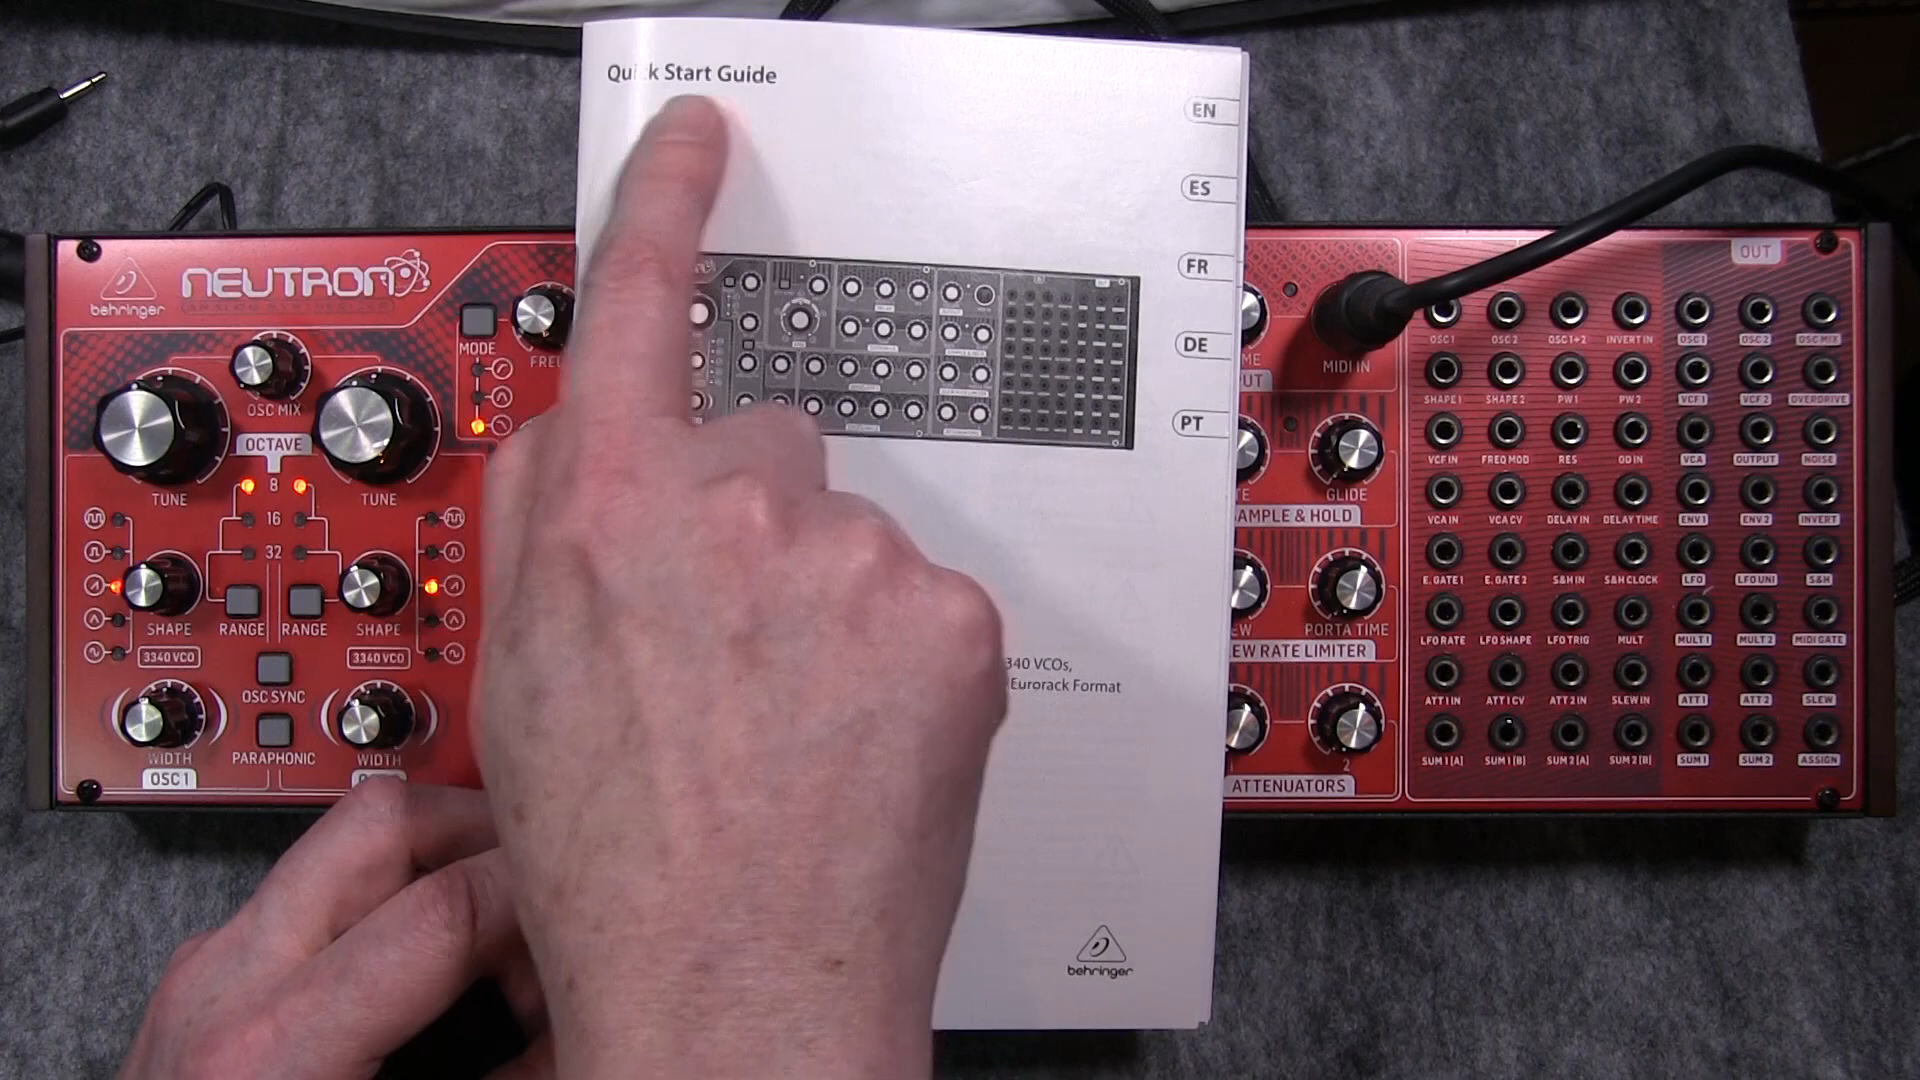 Quick Start Guide
EN
ES
FR
DE
PT
340 VCOs,
Eurorack Format
behringer
behringer
NEUTRON
OSC MIX
TUNE
OCTAVE
TUNE
8
16
32
SHAPE
RANGE
RANGE
SHAPE
3340 VCO
3340 VCO
OSC SYNC
WIDTH
PARAPHONIC
WIDTH
OSC 1
MODE
MIDI IN
GLIDE
SAMPLE & HOLD
PORTA TIME
EW RATE LIMITER
2
ATTENUATORS
OUT
OSC 1
OSC 2
OSC 1+2
INVERT IN
OSC 1
OSC 2
OSC MIX
SHAPE 1
SHAPE 2
PW 1
PW 2
VCF 1
VCF 2
OVERDRIVE
VCF IN
FREQ MOD
RES
OD IN
VCA
OUTPUT
NOISE
VCA IN
VCA CV
DELAY IN
DELAY TIME
ENV 1
ENV 2
INVERT
E. GATE 1
E. GATE 2
S&H IN
S&H CLOCK
LFO
LFO UNI
S&H
LFO RATE
LFO SHAPE
LFO TRIG
MULT
MULT 1
MULT 2
MIDI GATE
ATT 1 IN
ATT 1 CV
ATT 2 IN
SLEW IN
ATT 1
ATT 2
SLEW
SUM 1 [A]
SUM 1 [B]
SUM 2 [A]
SUM 2 [B]
SUM 1
SUM 2
ASSIGN